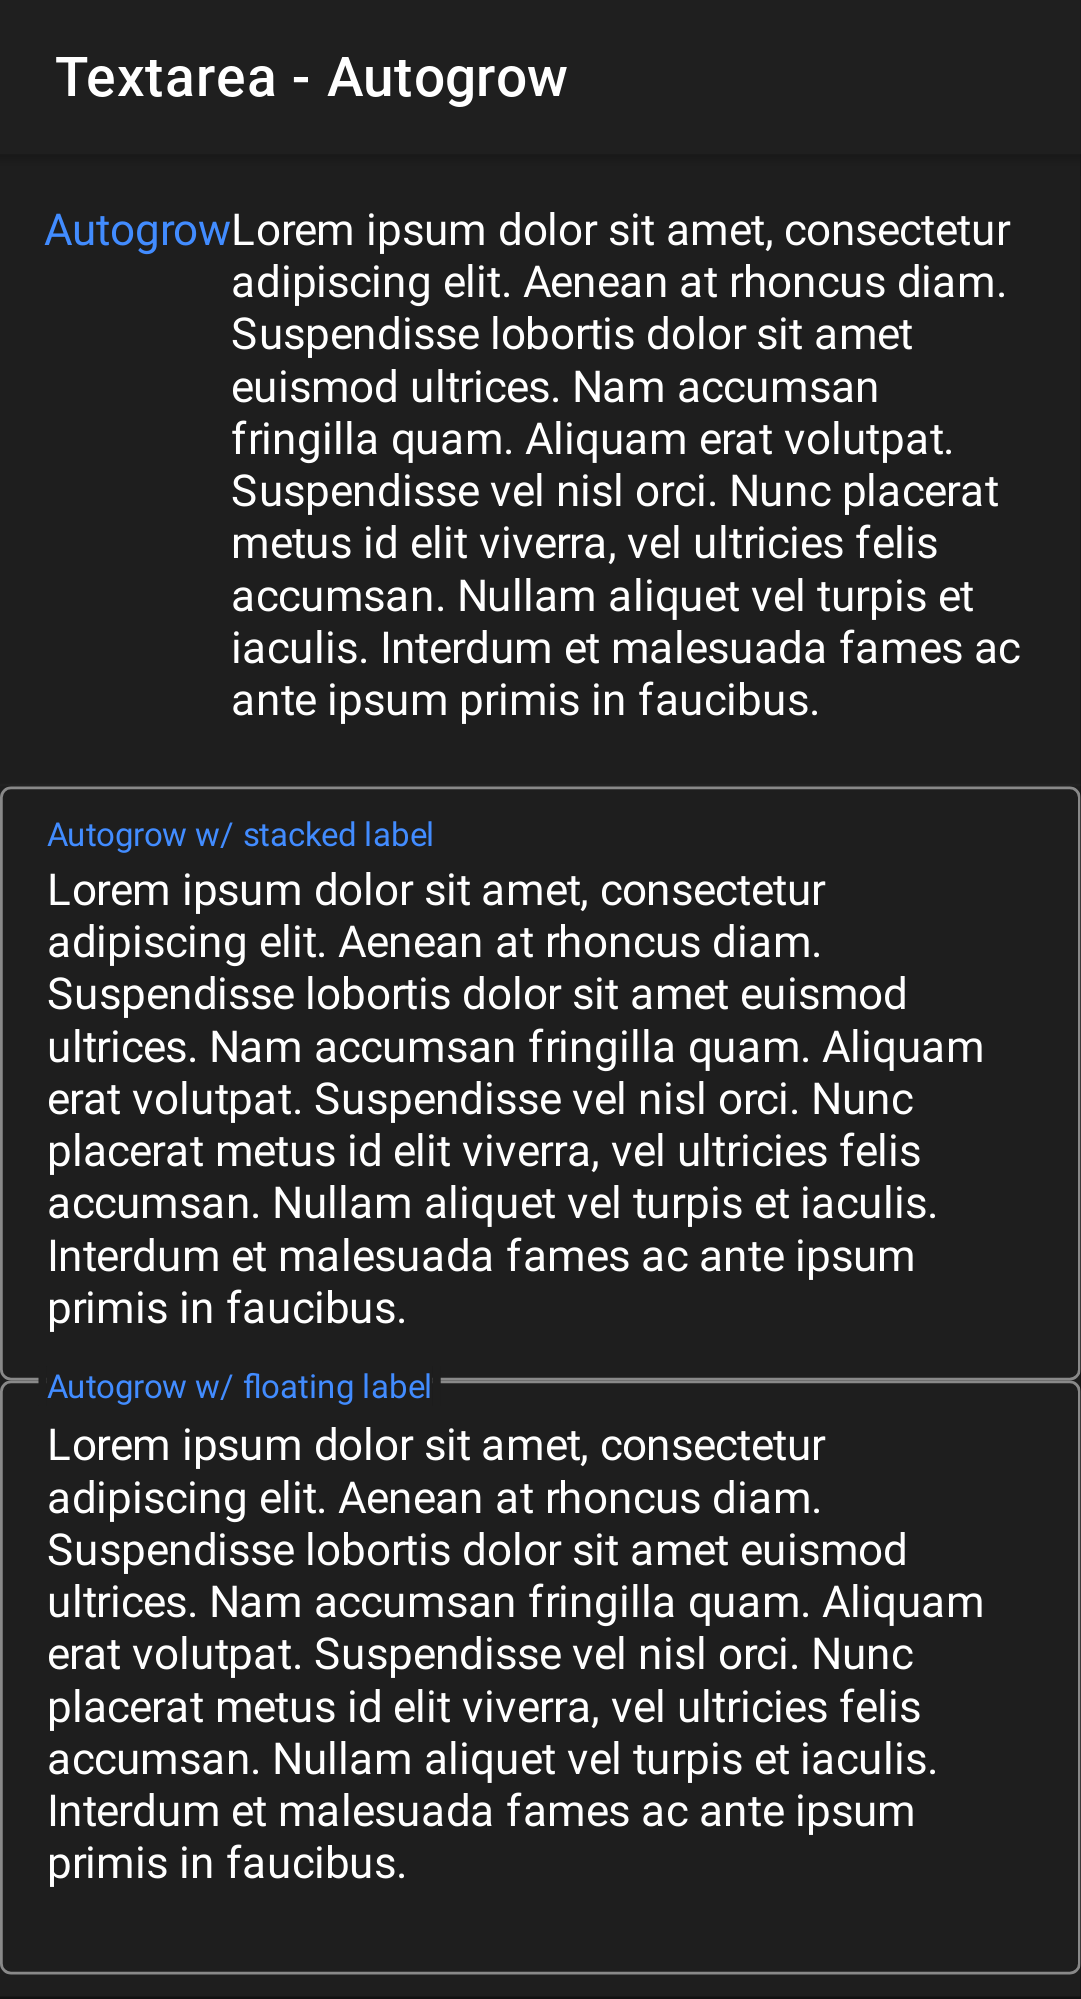 Textarea - Autogrow
Autogrow Lorem ipsum dolor sit amet, consectetur
adipiscing elit. Aenean at rhoncus diam.
Suspendisse lobortis dolor sit amet
euismod ultrices. Nam accumsan
fringilla quam. Aliquam erat volutpat.
Suspendisse vel nisl orci. Nunc placerat
metus id elit viverra, vel ultricies felis
accumsan. Nullam aliquet vel turpis et
iaculis. Interdum et malesuada fames ac
ante ipsum primis in faucibus.
Autogrow w/ stacked label
Lorem ipsum dolor sit amet, consectetur
adipiscing elit. Aenean at rhoncus diam.
Suspendisse lobortis dolor sit amet euismod
ultrices. Nam accumsan fringilla quam. Aliquam
erat volutpat. Suspendisse vel nisl orci. Nunc
placerat metus id elit viverra, vel ultricies felis
accumsan. Nullam aliquet vel turpis et iaculis.
Interdum et malesuada fames ac ante ipsum
primis in faucibus.
Autogrow w/ floating label
Lorem ipsum dolor sit amet, consectetur
adipiscing elit. Aenean at rhoncus diam.
Suspendisse lobortis dolor sit amet euismod
ultrices. Nam accumsan fringilla quam. Aliquam
erat volutpat. Suspendisse vel nisl orci. Nunc
placerat metus id elit viverra, vel ultricies felis
accumsan. Nullam aliquet vel turpis et iaculis.
Interdum et malesuada fames ac ante ipsum
primis in faucibus.